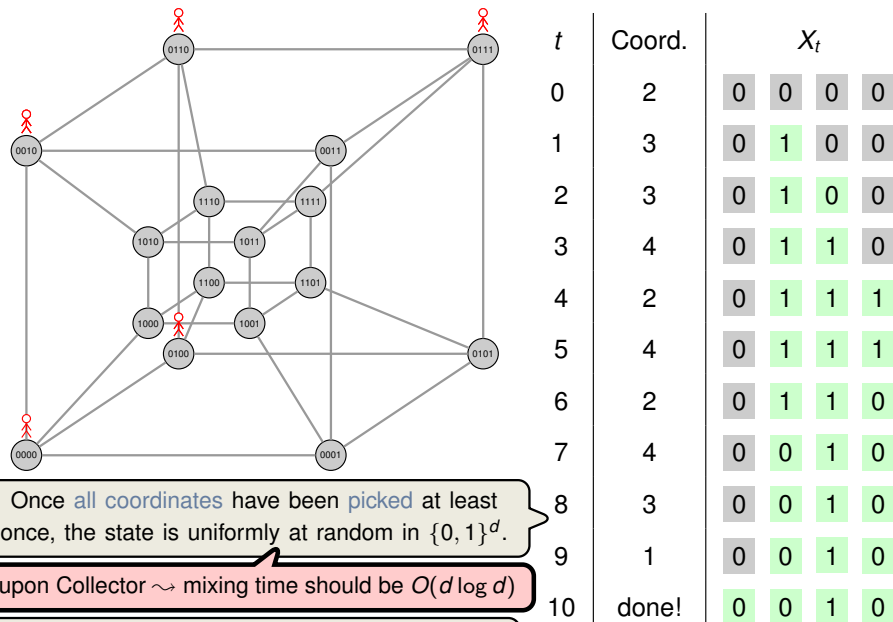 0110
0111
0010
0011
1110
1111
1010
1011
1100
1101
1000
1001
0100
0101
0000
0001
t Coord. Xₜ
0 2 0 0 0 0
1 3 0 1 0 0
2 3 0 1 0 0
3 4 0 1 1 0
4 2 0 1 1 1
5 4 0 1 1 1
6 2 0 1 1 0
7 4 0 0 1 0
8 3 0 0 1 0
9 1 0 0 1 0
10 done! 0 0 1 0
Once all coordinates have been picked at least
once, the state is uniformly at random in {0, 1}ᵈ.
upon Collector ⤳ mixing time should be O(d log d)